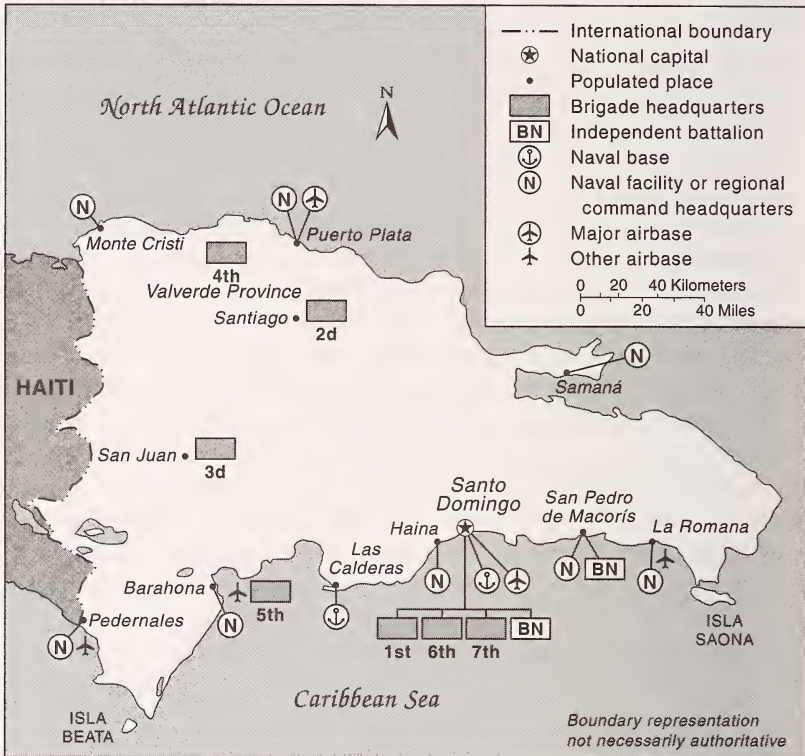 International boundary
National capital
Populated place
Brigade headquarters
BN Independent battalion
Naval base
N Naval facility or regional
command headquarters
Major airbase
Other airbase
0 20 40 Kilometers
0 20 40 Miles
North Atlantic Ocean
N
N
Monte Cristi
N
Puerto Plata
4th
Valverde Province
Santiago
2d
HAITI
N
Samaná
San Juan
3d
Santo
Domingo
San Pedro
de Macorís
Haina
La Romana
Las
Calderas
N
N
BN
N
Barahona
5th
N
Pedernales
N
1st
6th
7th
BN
ISLA
SAONA
Caribbean Sea
ISLA
BEATA
Boundary representation
not necessarily authoritative